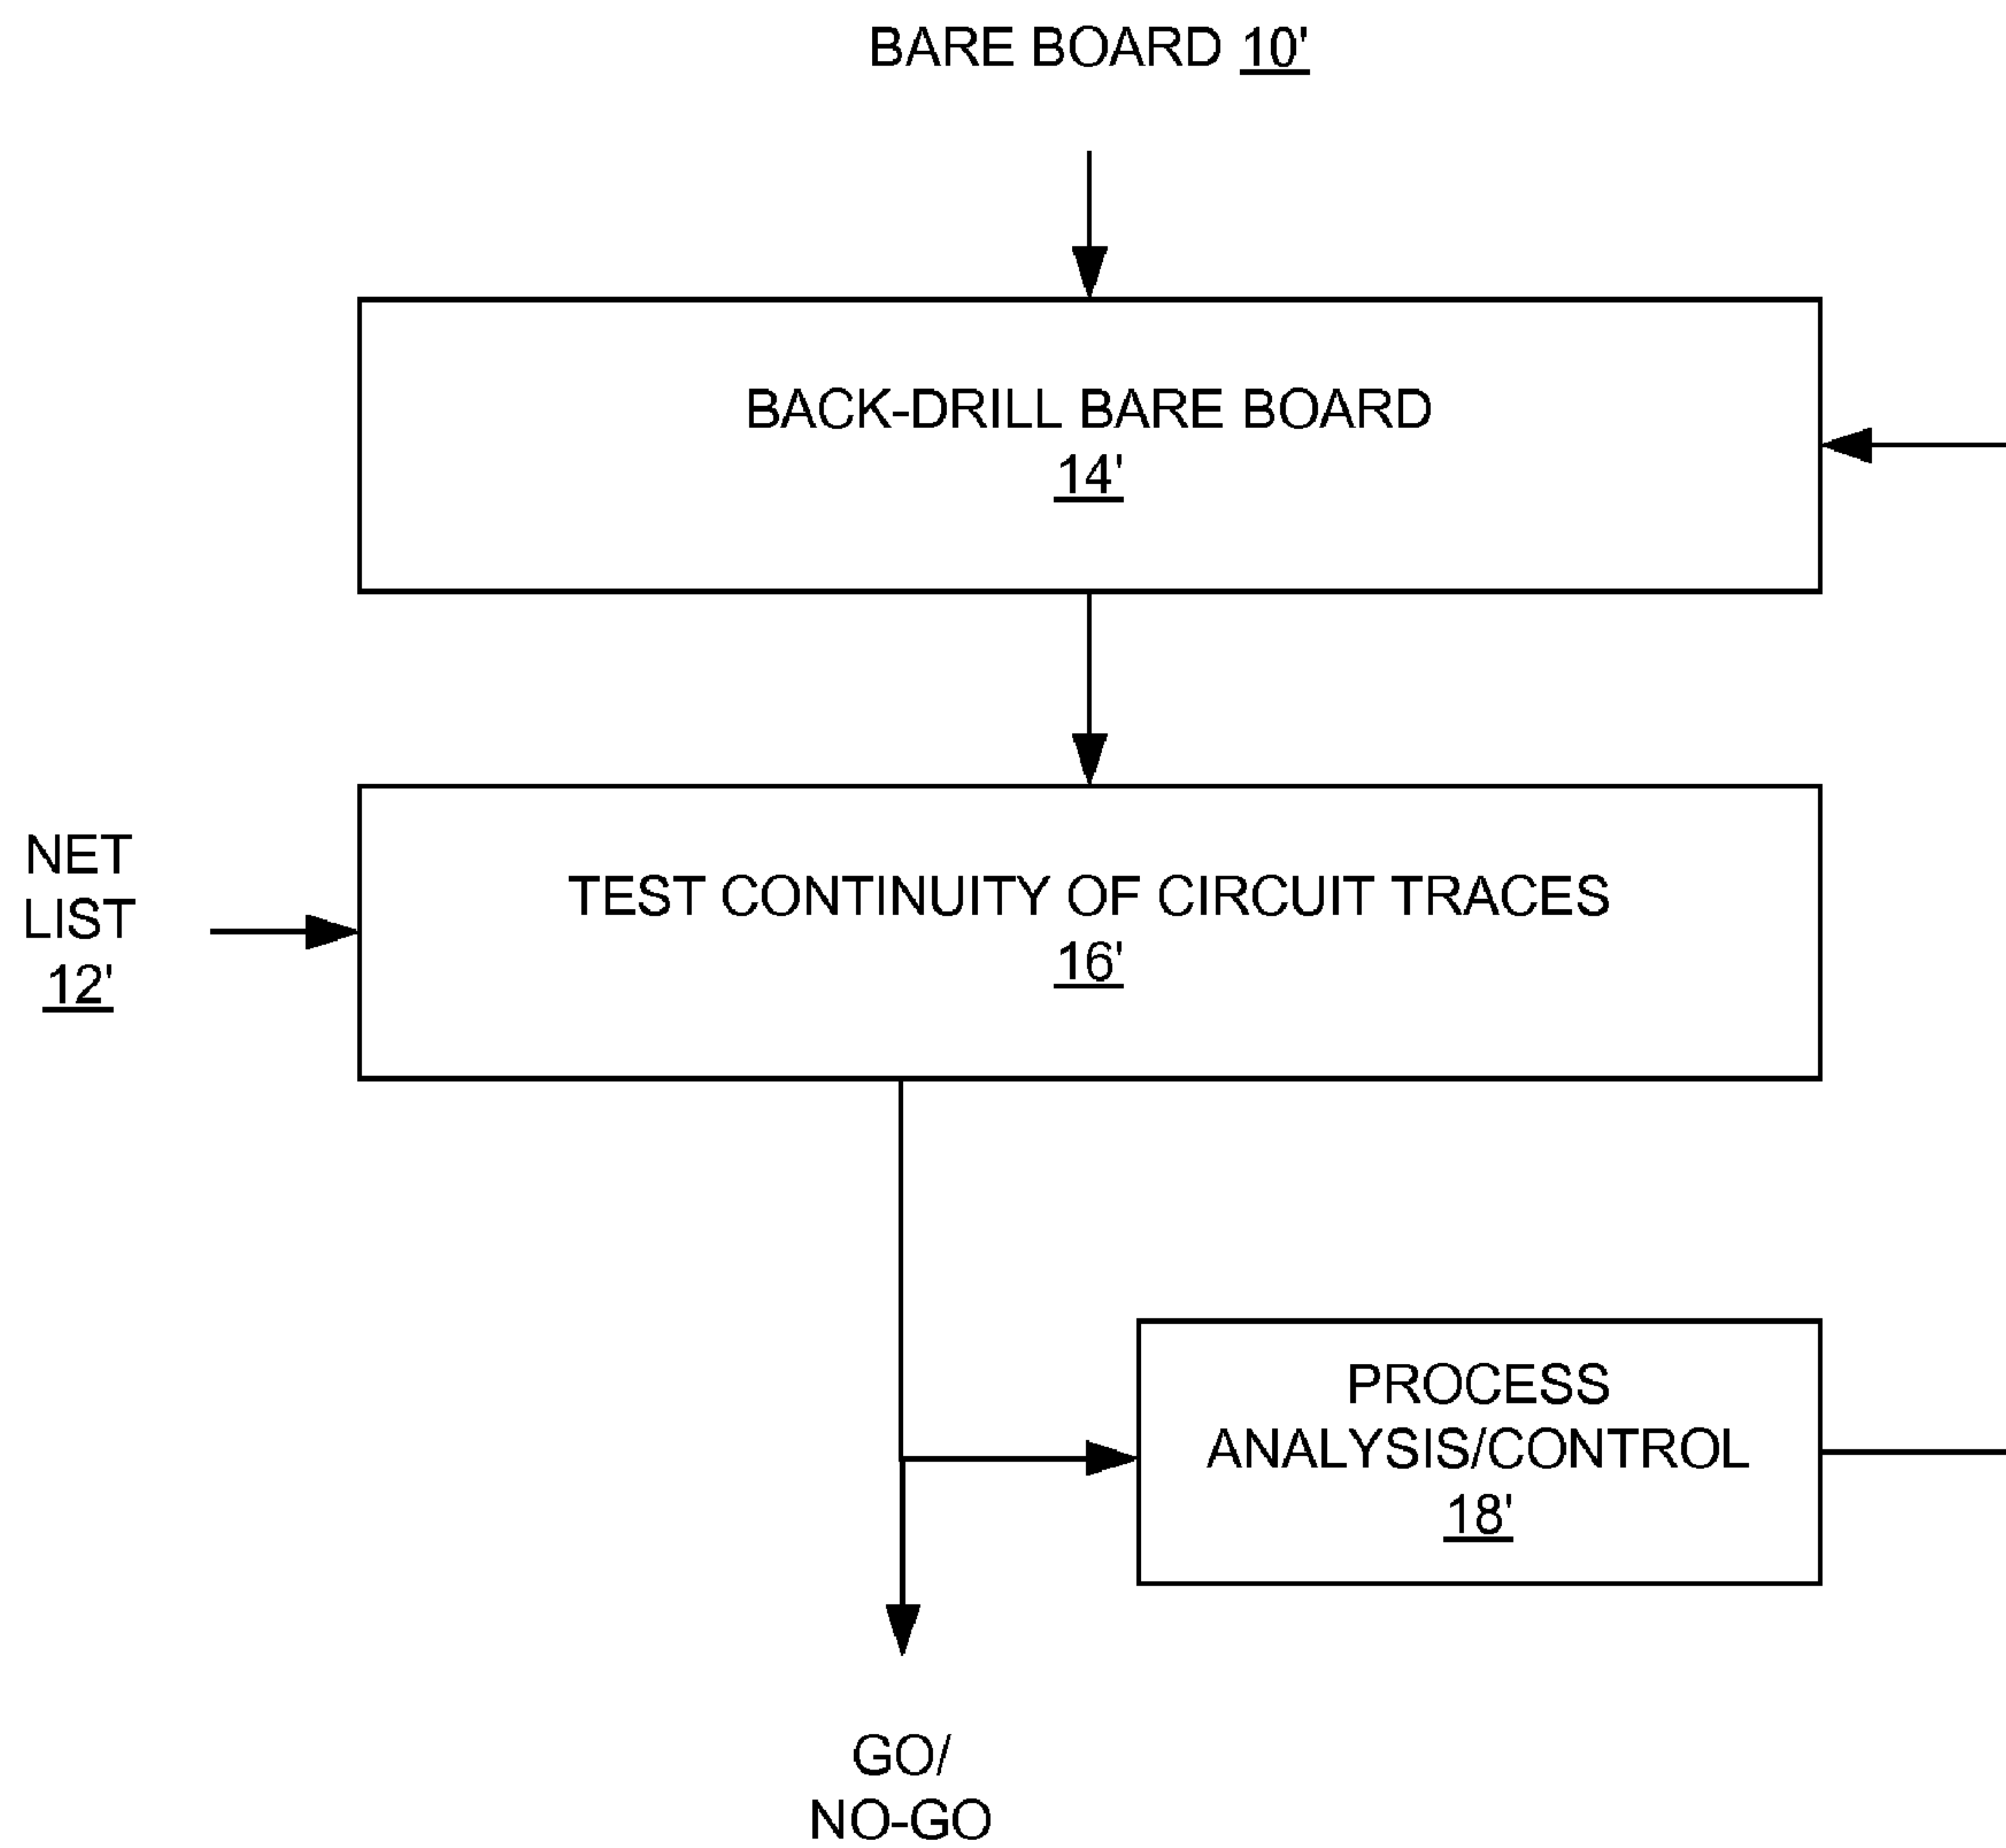 BARE BOARD 10'
BACK-DRILL BARE BOARD
14'
NET
LIST
12'
TEST CONTINUITY OF CIRCUIT TRACES
16'
PROCESS
ANALYSIS/CONTROL
18'
GO/
NO-GO